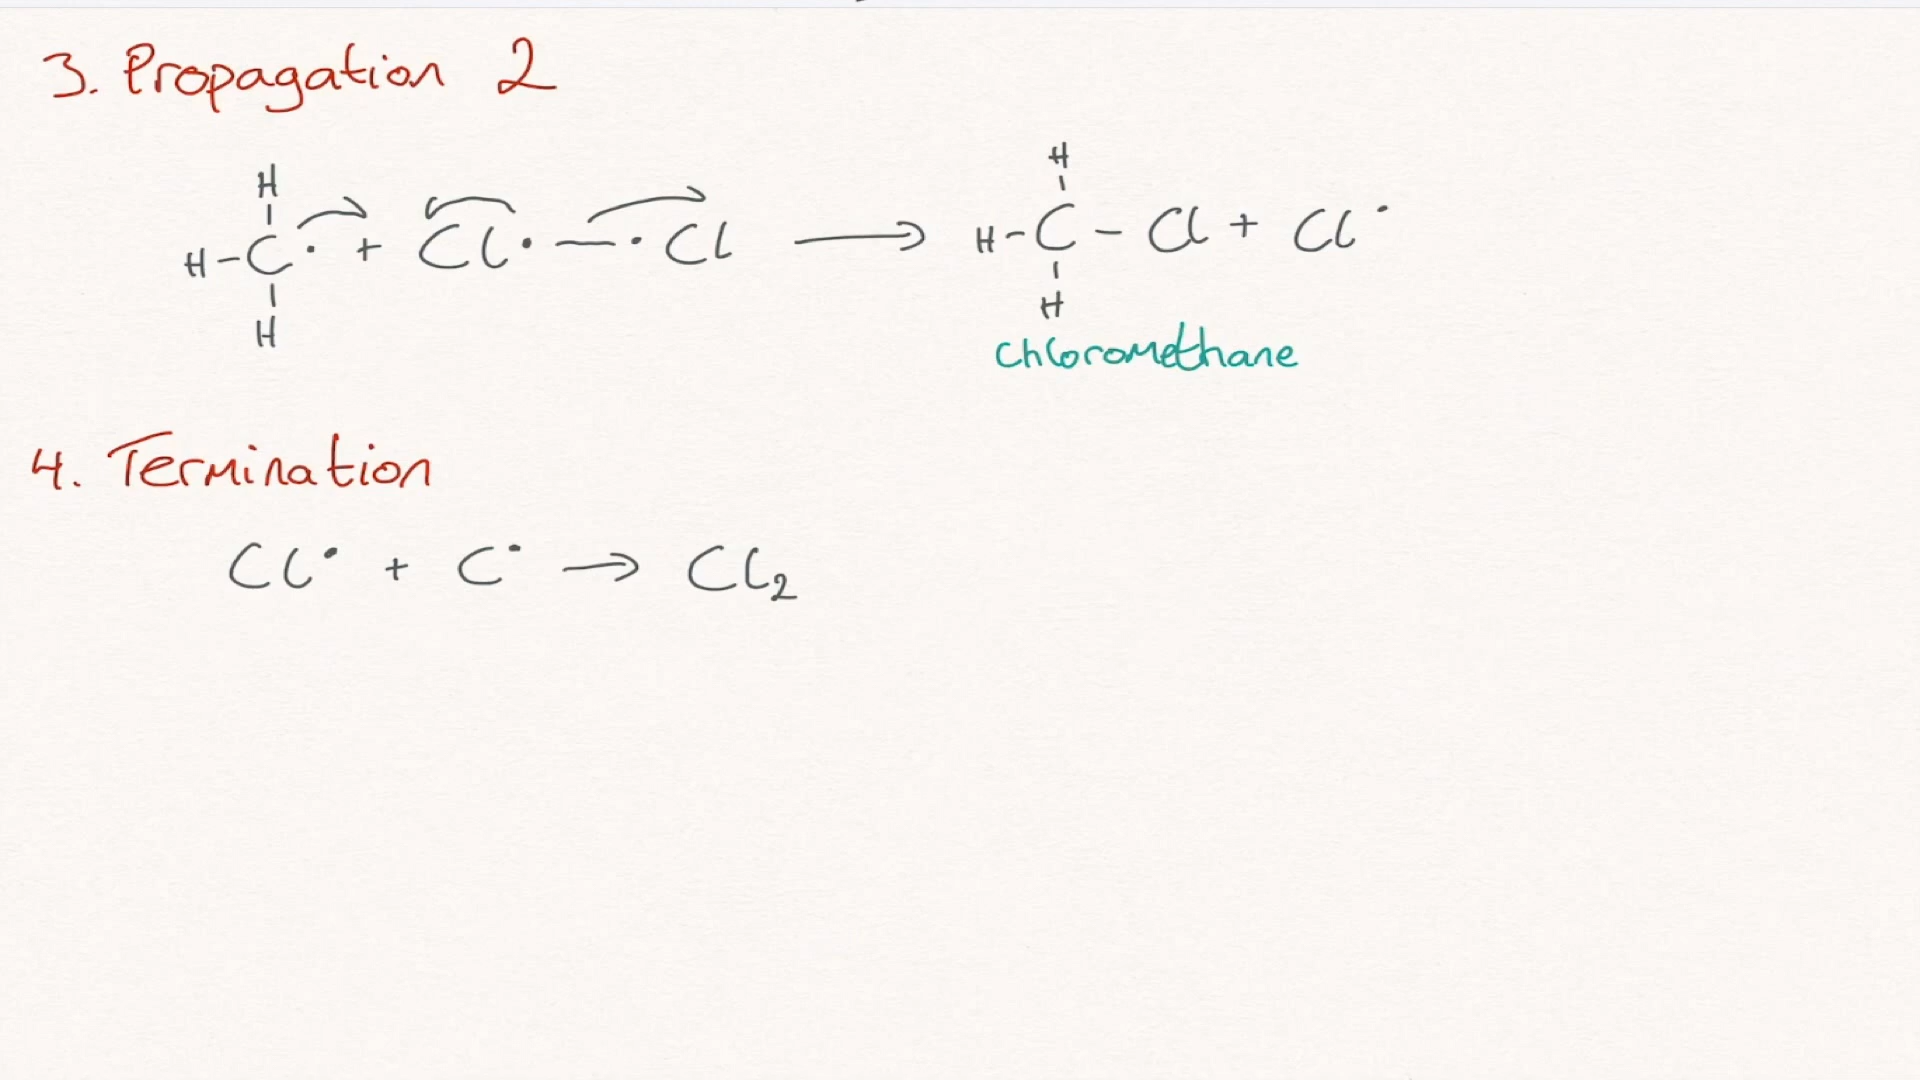 3. Propagation 2
H
H-C· + Cl·—·Cl ⟶ H-C-Cl + Cl·
H
H
H
Chloromethane
4. Termination
Cl· + C· → Cl₂